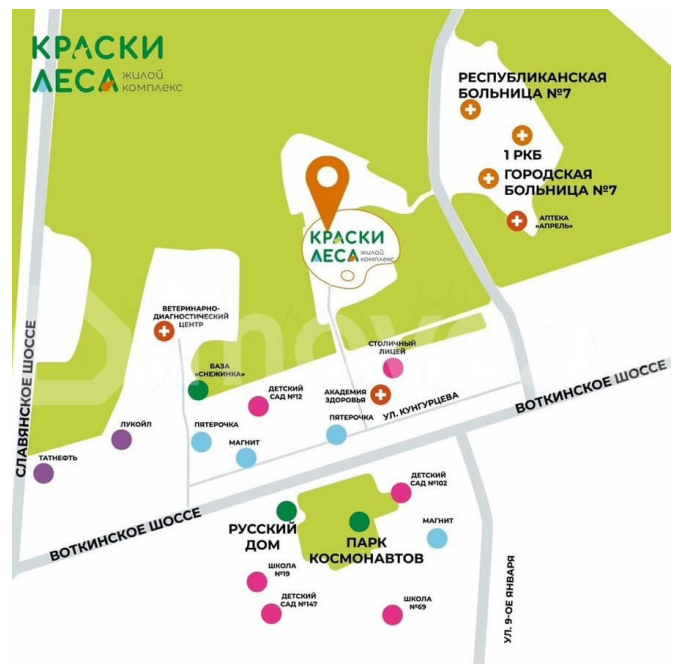 КРАСКИ
ЛЕСА
жилой
комплекс
РЕСПУБЛИКАНСКАЯ
БОЛЬНИЦА №7
1 РКБ
ГОРОДСКАЯ
БОЛЬНИЦА №7
АПТЕКА
«АПРЕЛЬ»
КРАСКИ
ЛЕСА
жилой
комплекс
ВЕТЕРИНАРНО-
ДИАГНОСТИЧЕСКИЙ
ЦЕНТР
СТОЛИЧНЫЙ
ЛИЦЕЙ
БАЗА
«СНЕЖИНКА»
ДЕТСКИЙ
САД №12
АКАДЕМИЯ
ЗДОРОВЬЯ
УЛ. КУНГУРЦЕВА
ВОТКИНСКОЕ ШОССЕ
СЛАВЯНСКОЕ ШОССЕ
ЛУКОЙЛ
ПЯТЕРОЧКА
ПЯТЕРОЧКА
МАГНИТ
ТАТНЕФТЬ
ДЕТСКИЙ
САД №102
ВОТКИНСКОЕ ШОССЕ
РУССКИЙ
ДОМ
ПАРК
КОСМОНАВТОВ
МАГНИТ
ШКОЛА
№19
ДЕТСКИЙ
САД №147
ШКОЛА
№69
УЛ. 9-ОЕ ЯНВАРЯ